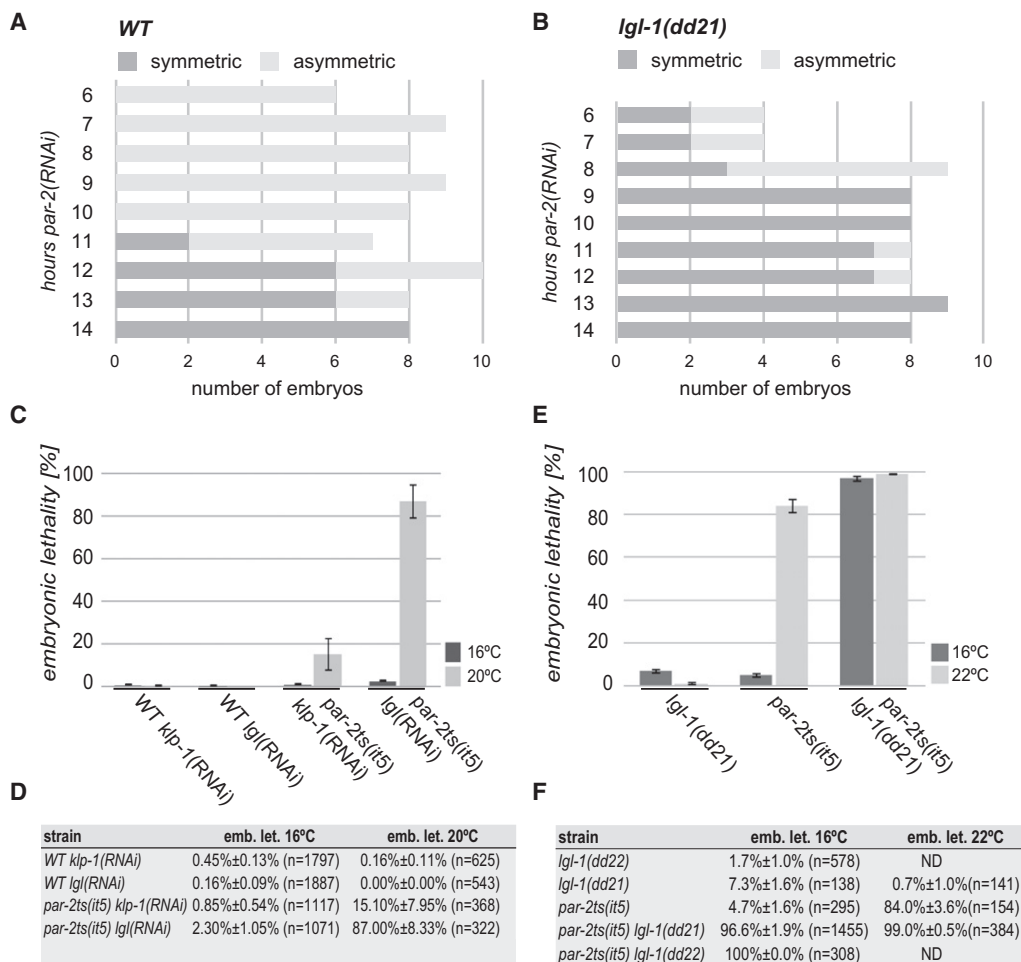 A
WT
symmetric asymmetric
hours par-2(RNAi)
6
7
8
9
10
11
12
13
14
0 2 4 6 8 10
number of embryos
B
lgl-1(dd21)
symmetric asymmetric
hours par-2(RNAi)
6
7
8
9
10
11
12
13
14
0 2 4 6 8 10
number of embryos
C
embryonic lethality [%]
100
80
60
40
20
0
16ºC
20ºC
WT klp-1(RNAi)
WT lgl(RNAi)
par-2ts(it5)
klp-1(RNAi)
par-2ts(it5)
lgl(RNAi)
E
embryonic lethality [%]
100
80
60
40
20
0
16ºC
22ºC
lgl-1(dd21)
par-2ts(it5)
par-2ts(it5)
lgl-1(dd21)
D
strain emb. let. 16ºC emb. let. 20ºC
WT klp-1(RNAi) 0.45%±0.13% (n=1797) 0.16%±0.11% (n=625)
WT lgl(RNAi) 0.16%±0.09% (n=1887) 0.00%±0.00% (n=543)
par-2ts(it5) klp-1(RNAi) 0.85%±0.54% (n=1117) 15.10%±7.95% (n=368)
par-2ts(it5) lgl(RNAi) 2.30%±1.05% (n=1071) 87.00%±8.33% (n=322)
F
strain emb. let. 16ºC emb. let. 22ºC
lgl-1(dd22) 1.7%±1.0% (n=578) ND
lgl-1(dd21) 7.3%±1.6% (n=138) 0.7%±1.0%(n=141)
par-2ts(it5) 4.7%±1.6% (n=295) 84.0%±3.6%(n=154)
par-2ts(it5) lgl-1(dd21) 96.6%±1.9% (n=1455) 99.0%±0.5%(n=384)
par-2ts(it5) lgl-1(dd22) 100%±0.0% (n=308) ND